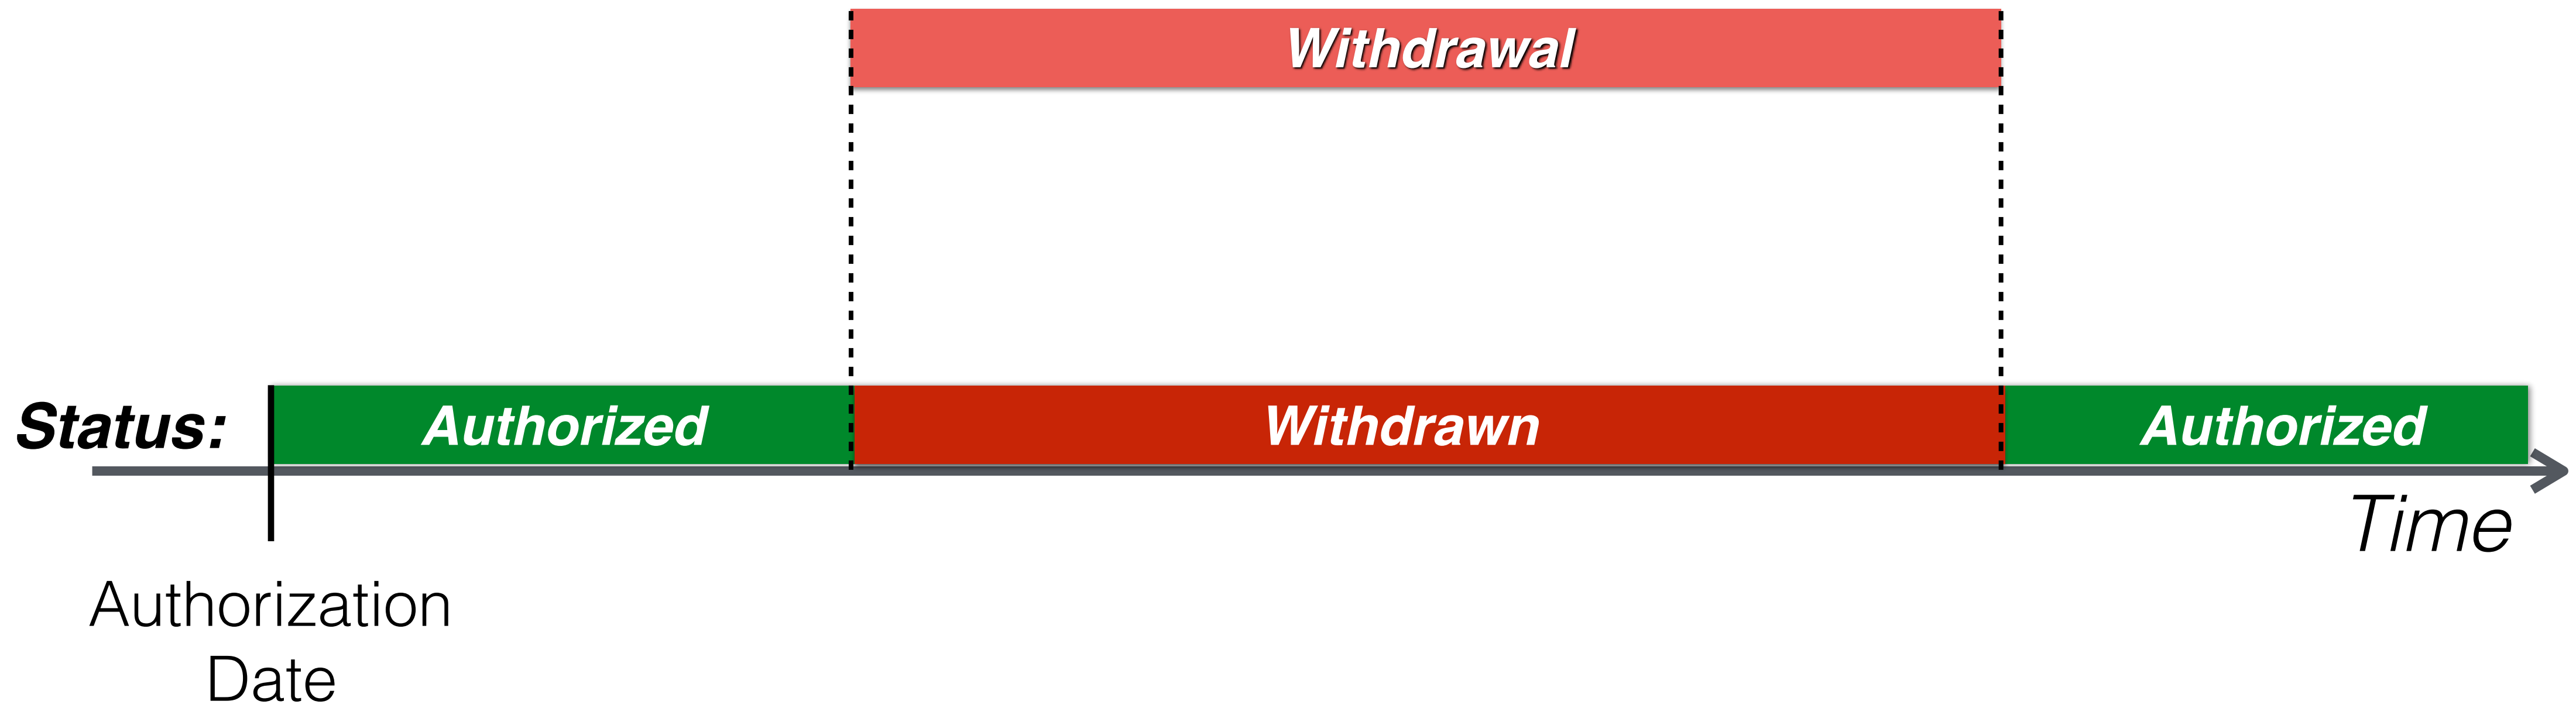 Withdrawal
Status: Authorized Withdrawn Authorized
Time
Authorization
Date